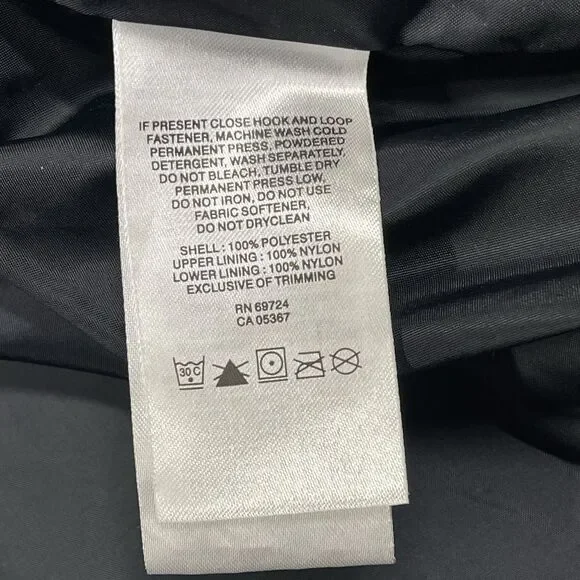 IF PRESENT CLOSE HOOK AND LOOP
FASTENER, MACHINE WASH COLD
PERMANENT PRESS, POWDERED
DETERGENT, WASH SEPARATELY,
DO NOT BLEACH, TUMBLE DRY
PERMANENT PRESS LOW,
DO NOT IRON, DO NOT USE
FABRIC SOFTENER,
DO NOT DRYCLEAN
SHELL : 100% POLYESTER
UPPER LINING : 100% NYLON
LOWER LINING : 100% NYLON
EXCLUSIVE OF TRIMMING
RN 69724
CA 05367
30 C